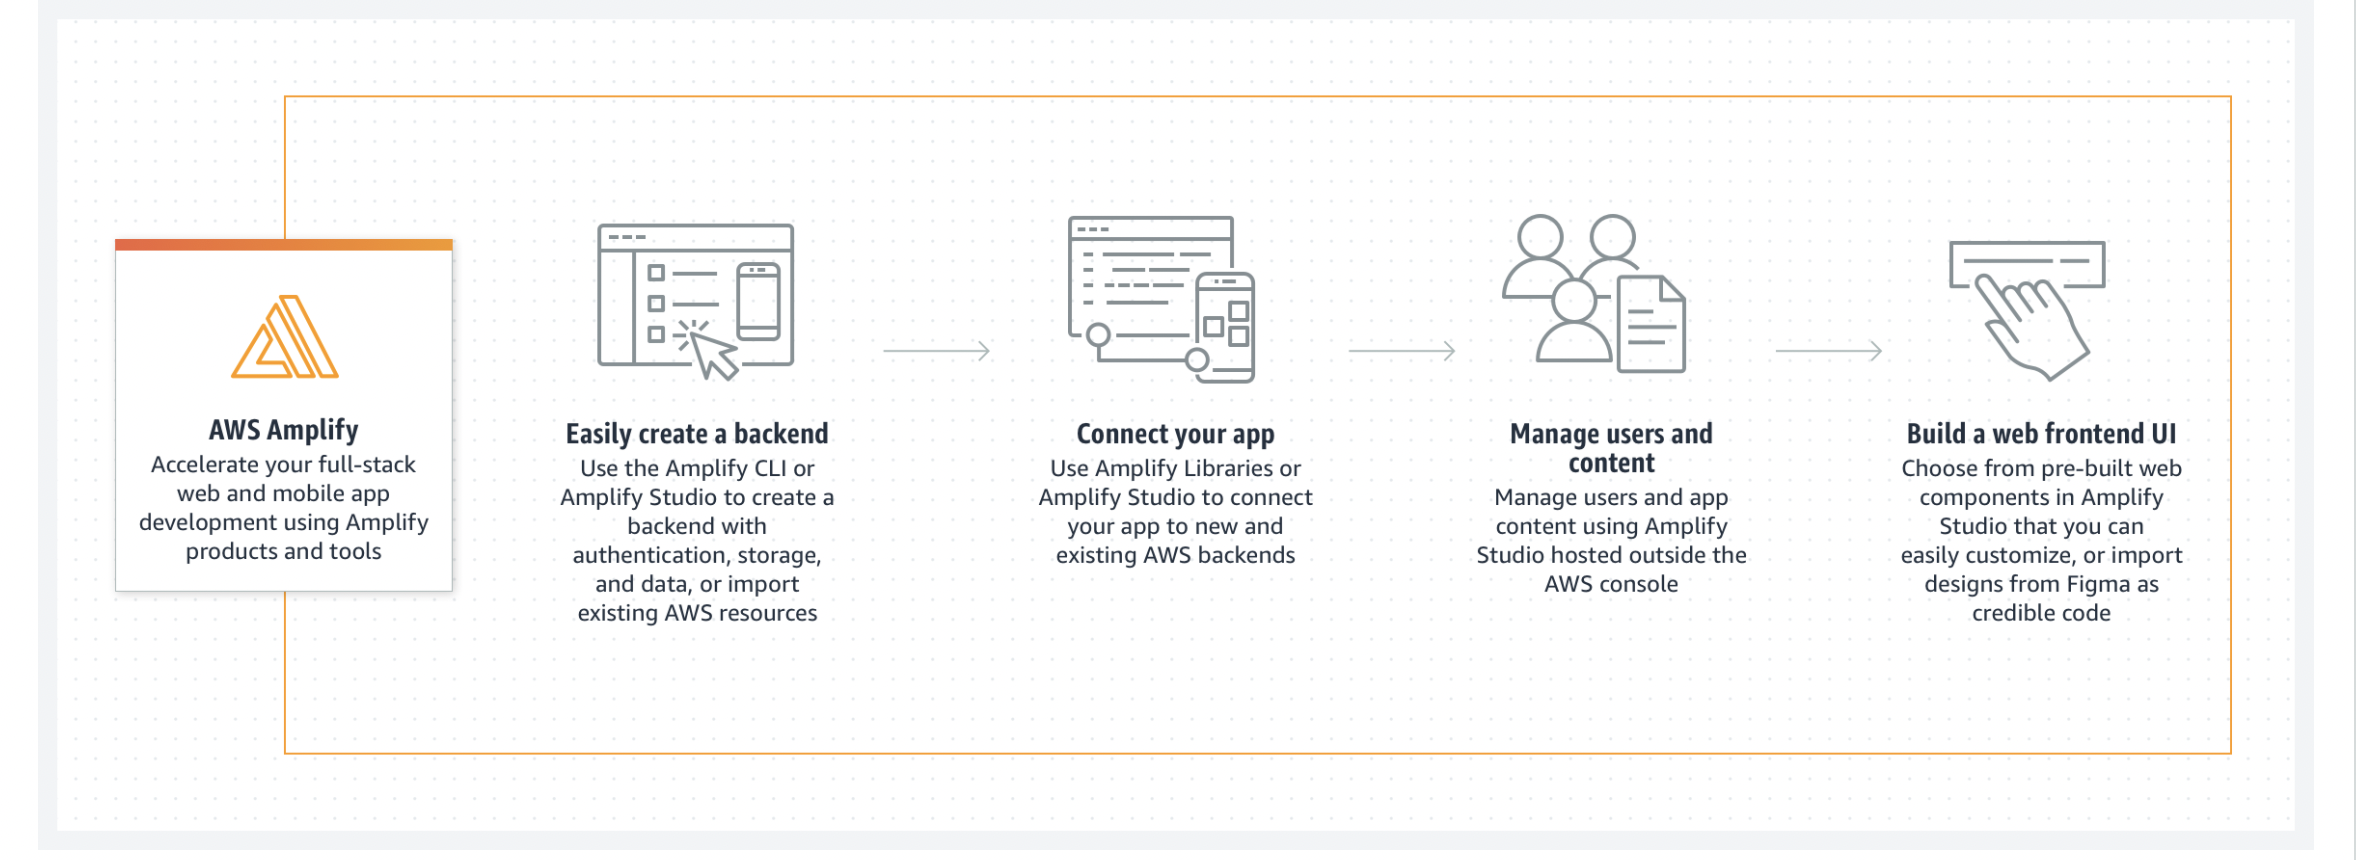 AWS Amplify
Accelerate your full-stack
web and mobile app
development using Amplify
products and tools
Easily create a backend
Use the Amplify CLI or
Amplify Studio to create a
backend with
authentication, storage,
and data, or import
existing AWS resources
Connect your app
Use Amplify Libraries or
Amplify Studio to connect
your app to new and
existing AWS backends
Manage users and
content
Manage users and app
content using Amplify
Studio hosted outside the
AWS console
Build a web frontend UI
Choose from pre-built web
components in Amplify
Studio that you can
easily customize, or import
designs from Figma as
credible code